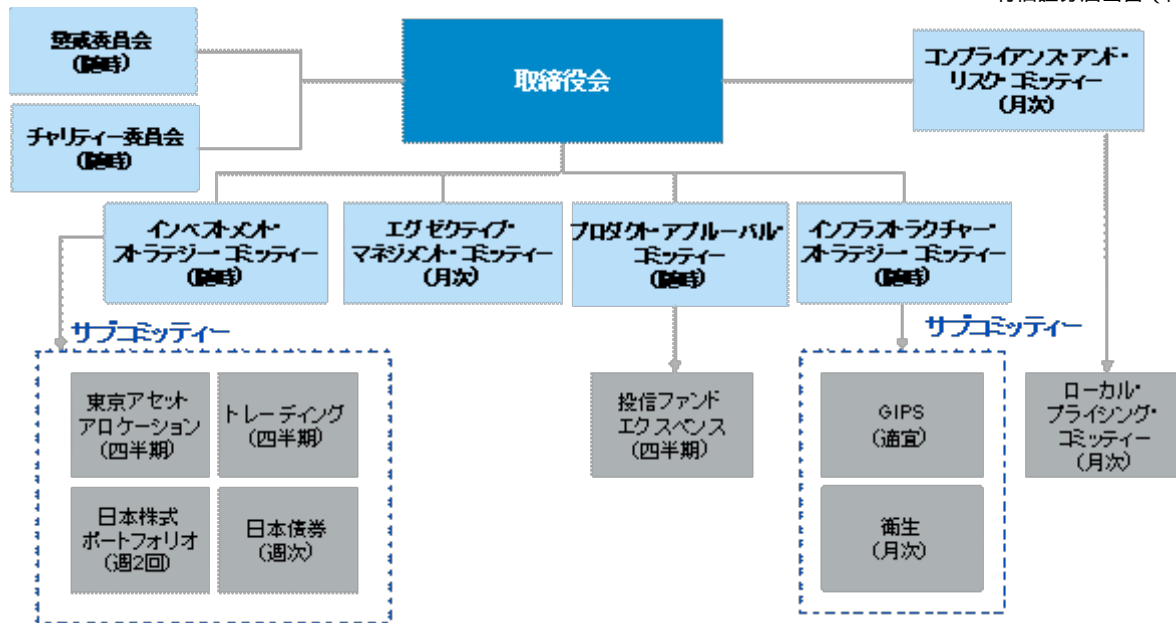 懲戒委員会
(臨時)
チャリティー委員会
(臨時)
取締役会
コンプライアンス・アンド・
リスク・コミッティー
(月次)
インベストメント・
ストラテジー・コミッティー
(臨時)
エグゼクティブ・
マネジメント・コミッティー
(月次)
プロダクト・アプルーバル・
コミッティー
(臨時)
インフラストラクチャー・
ストラテジー・コミッティー
(臨時)
サブコミッティー
サブコミッティー
東京アセット
アロケーション
(四半期)
トレーディング
(四半期)
日本株式
ポートフォリオ
(週2回)
日本債券
(週次)
投信ファンド
エクスペンス
(四半期)
GIPS
(適宜)
衛生
(月次)
ローカル・
プライシング・
コミッティー
(月次)